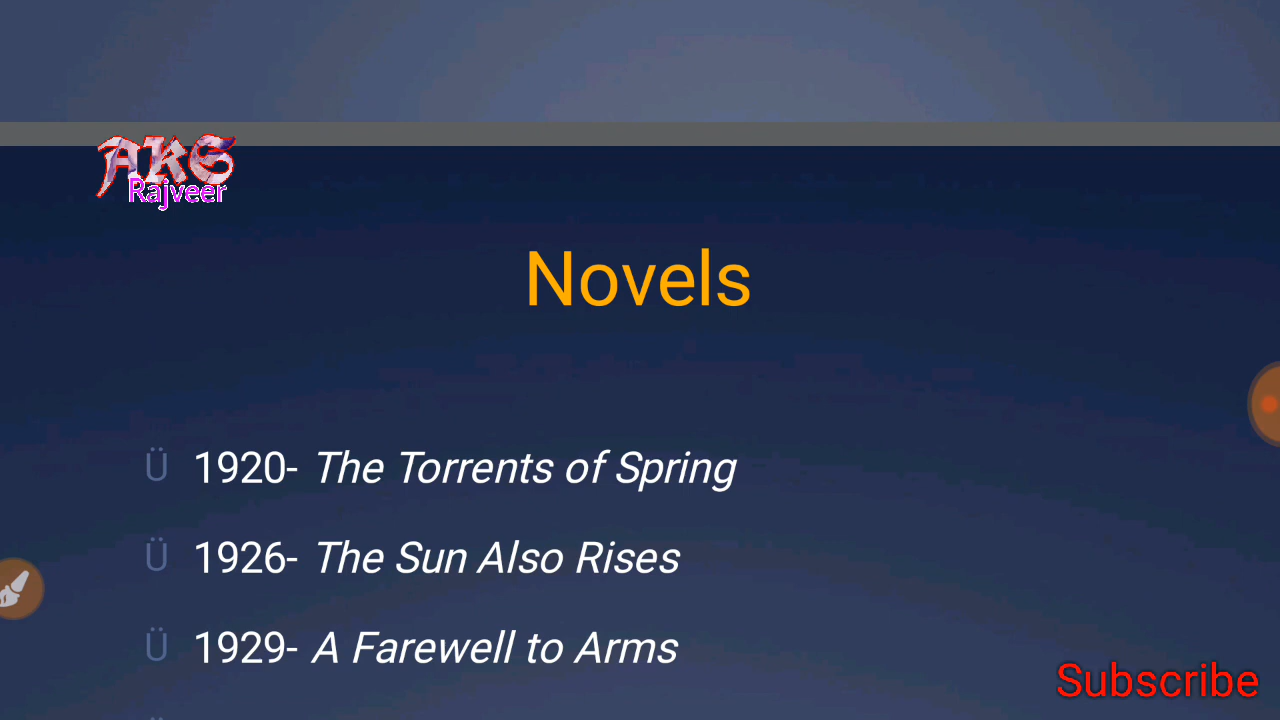 AKS
Rajveer
Novels
Ü 1920- The Torrents of Spring
Ü 1926- The Sun Also Rises
Ü 1929- A Farewell to Arms
Subscribe